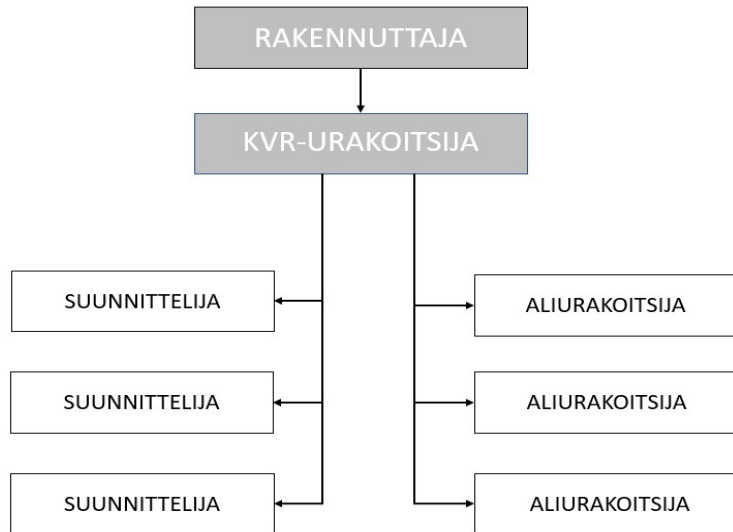 RAKENNUTTAJA
KVR-URAKOITSIJA
SUUNNITTELIJA
ALIURAKOITSIJA
SUUNNITTELIJA
ALIURAKOITSIJA
SUUNNITTELIJA
ALIURAKOITSIJA